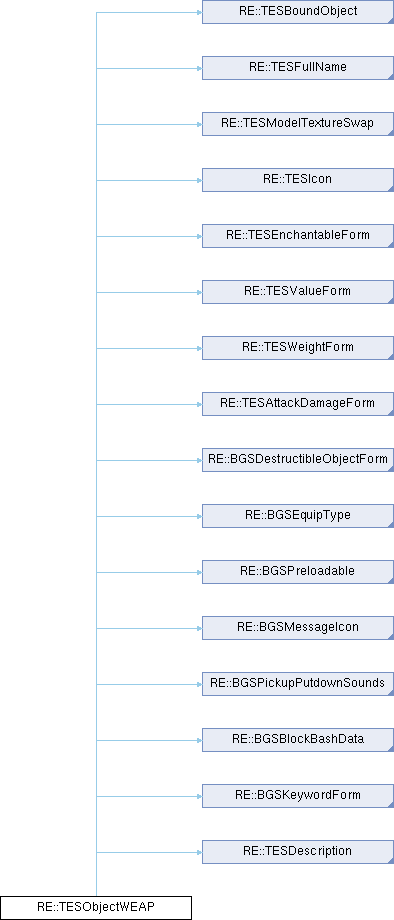 RE::TESBoundObject
RE::TESFullName
RE::TESModelTextureSwap
RE::TESIcon
RE::TESEnchantableForm
RE::TESValueForm
RE::TESWeightForm
RE::TESAttackDamageForm
RE::BGSDestructibleObjectForm
RE::BGSEquipType
RE::BGSPreloadable
RE::BGSMessageIcon
RE::BGSPickupPutdownSounds
RE::BGSBlockBashData
RE::BGSKeywordForm
RE::TESDescription
RE::TESObjectWEAP